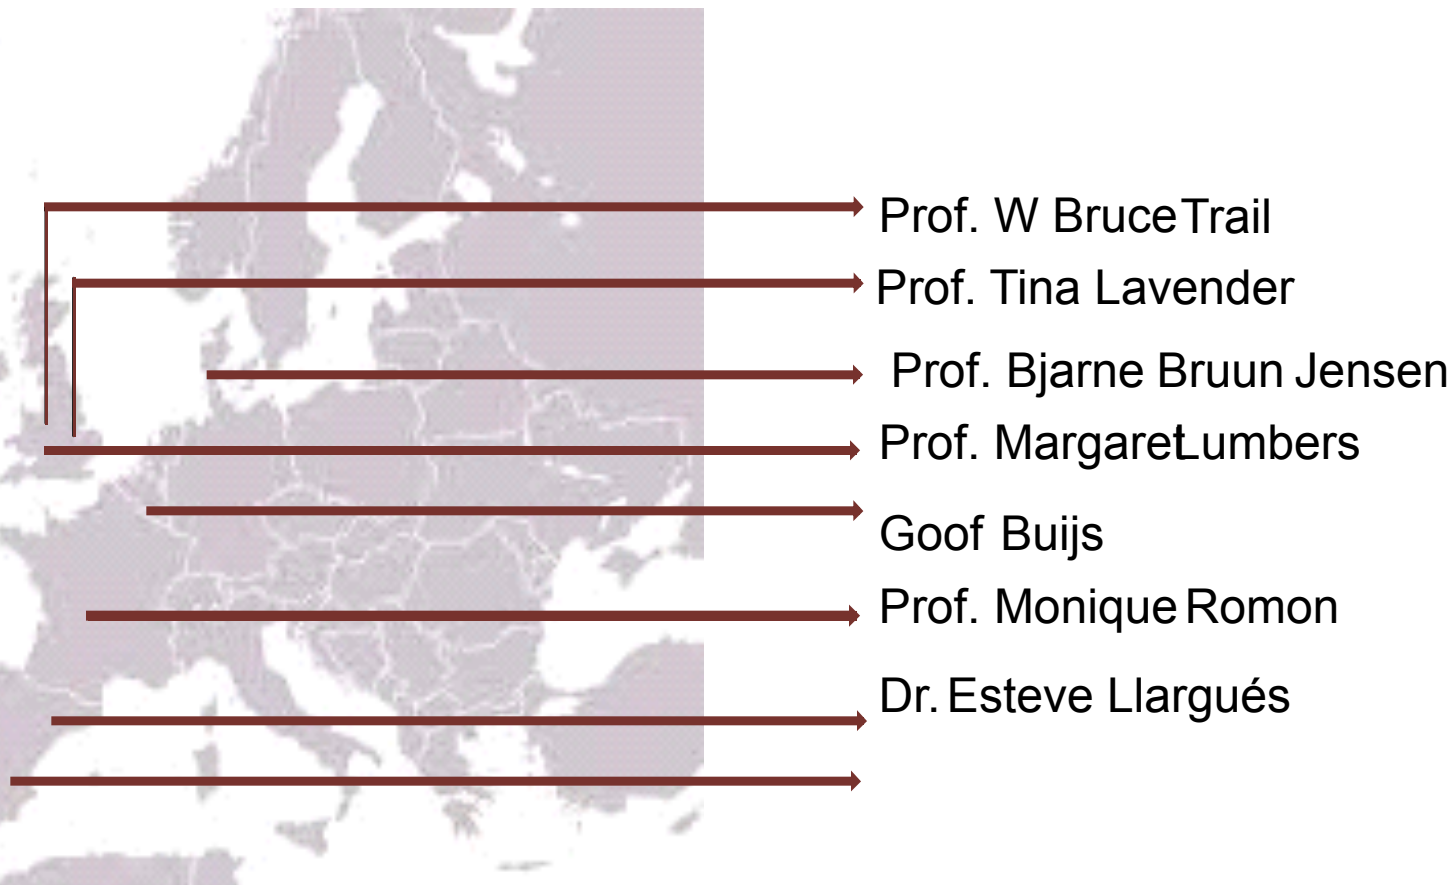 Prof. W Bruce Trail
Prof. Tina Lavender
Prof. Bjarne Bruun Jensen
Prof. Margaret Lumbers
Goof Buijs
Prof. Monique Romon
Dr. Esteve Llargués